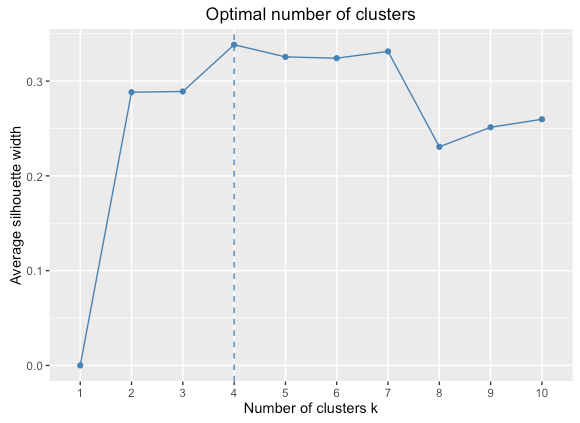 Optimal number of clusters
Average silhouette width
0.3
0.2
0.1
0.0
1 2 3 4 5 6 7 8 9 10
Number of clusters k